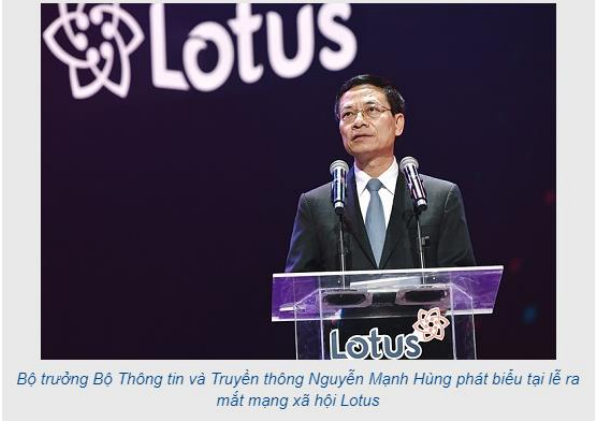 Lotus
Lotus
Bộ trưởng Bộ Thông tin và Truyền thông Nguyễn Mạnh Hùng phát biểu tại lễ ra
mắt mạng xã hội Lotus